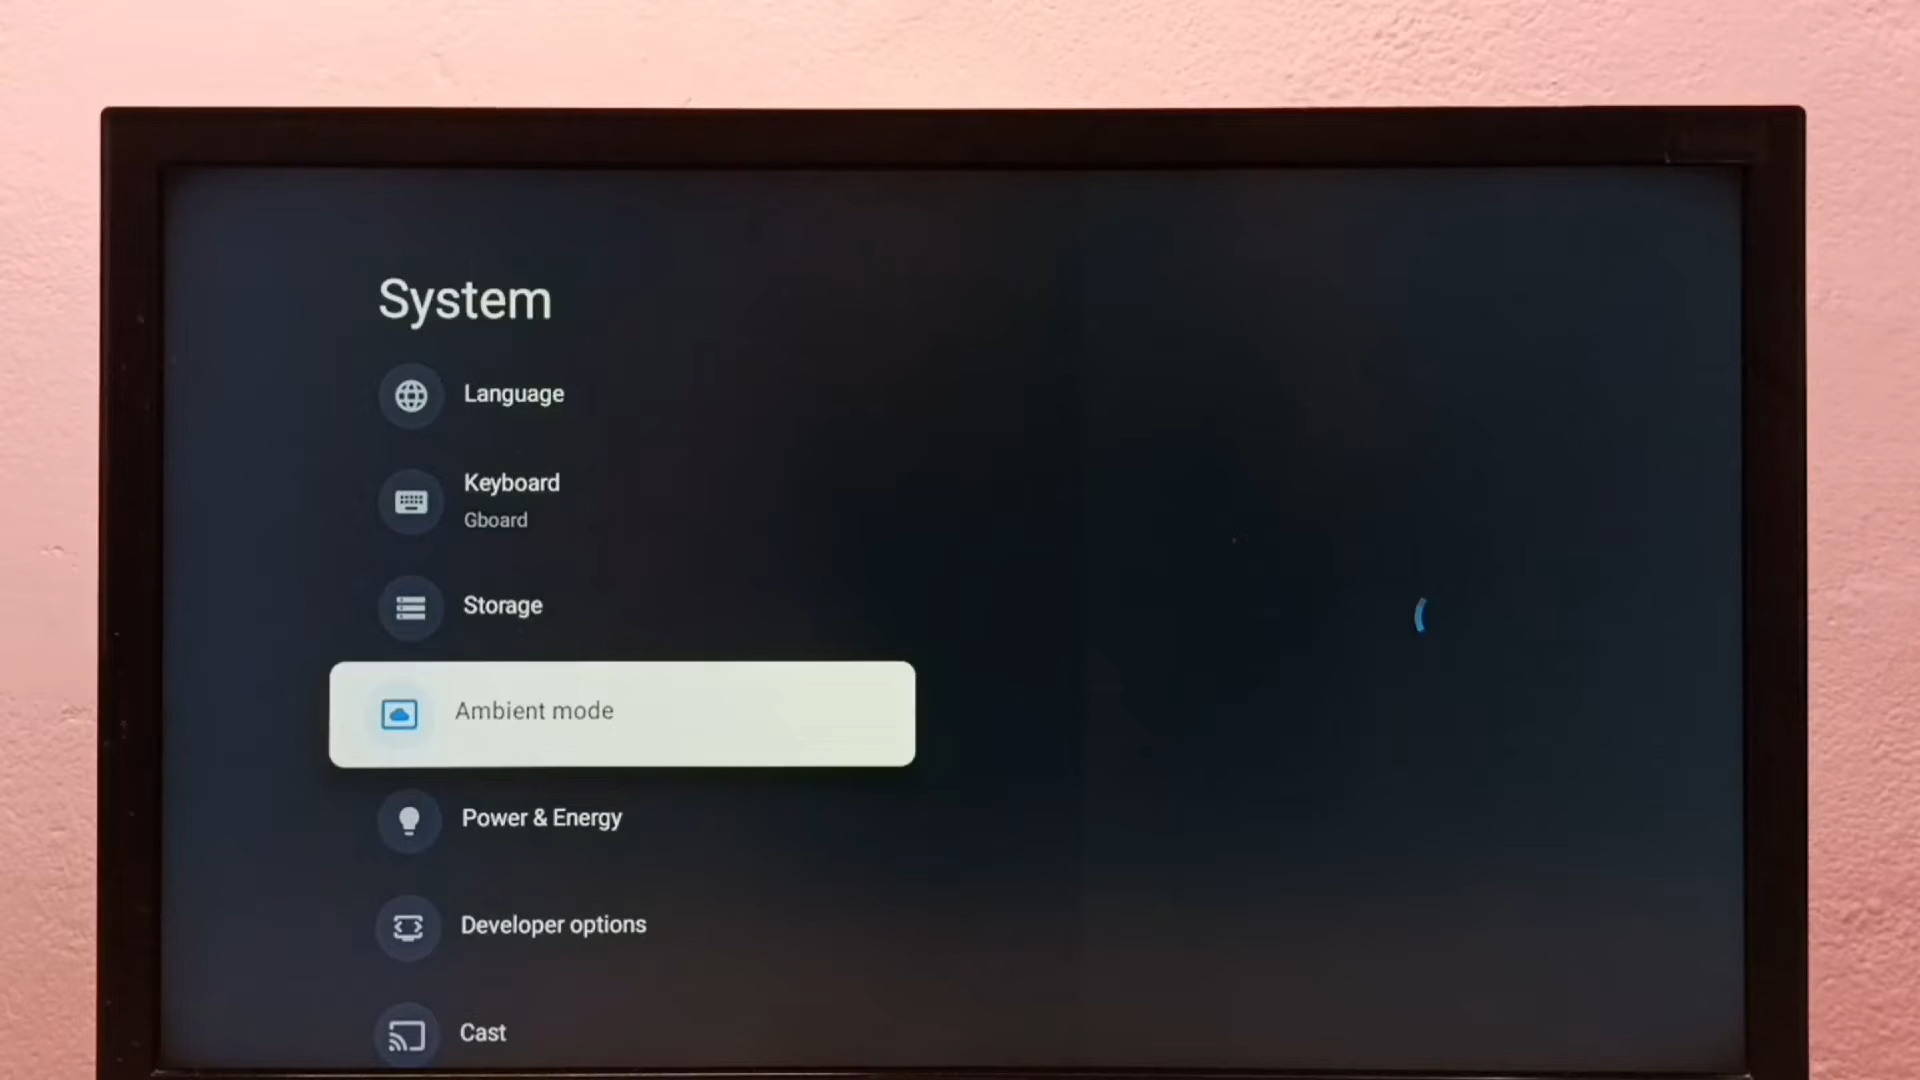 System
Language
Keyboard
Gboard
Storage
Ambient mode
Power & Energy
Developer options
Cast